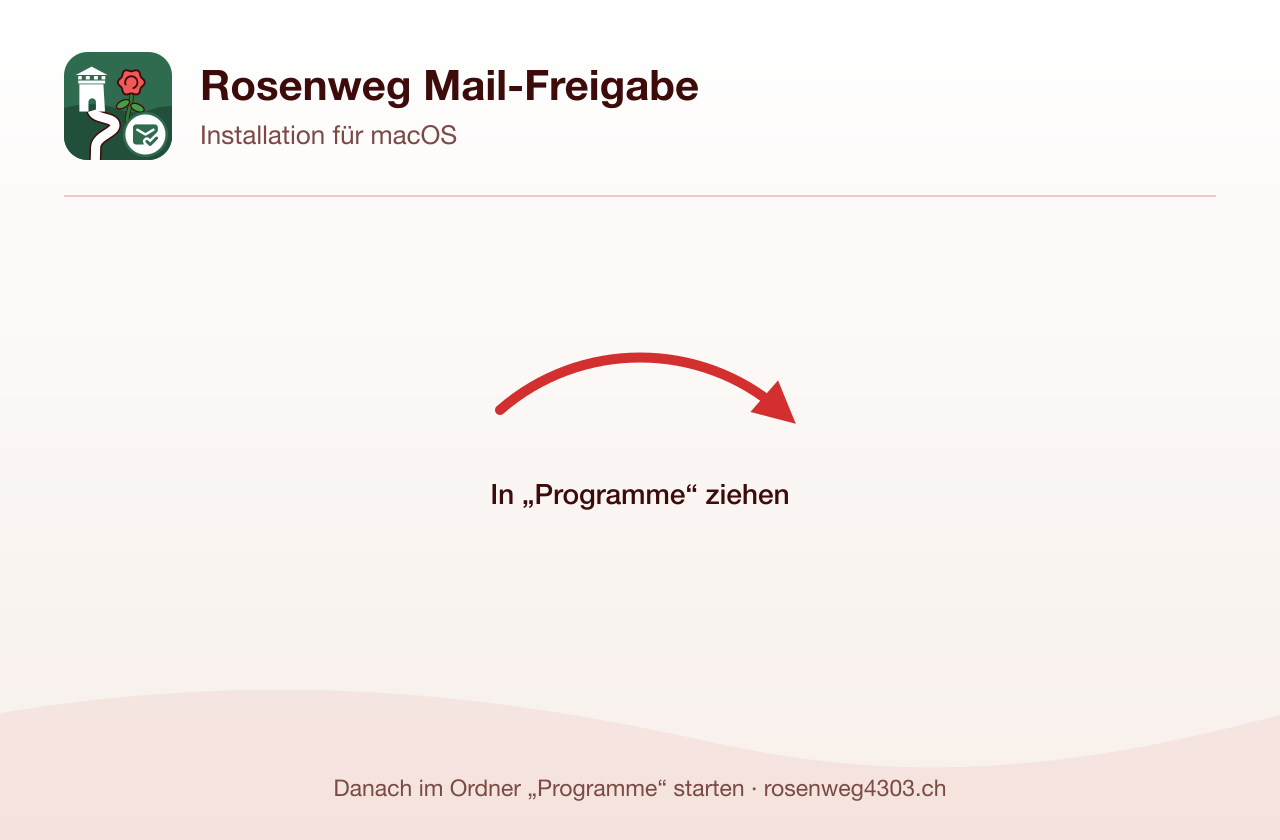 Rosenweg Mail-Freigabe
Installation für macOS
In „Programme“ ziehen
Danach im Ordner „Programme“ starten · rosenweg4303.ch